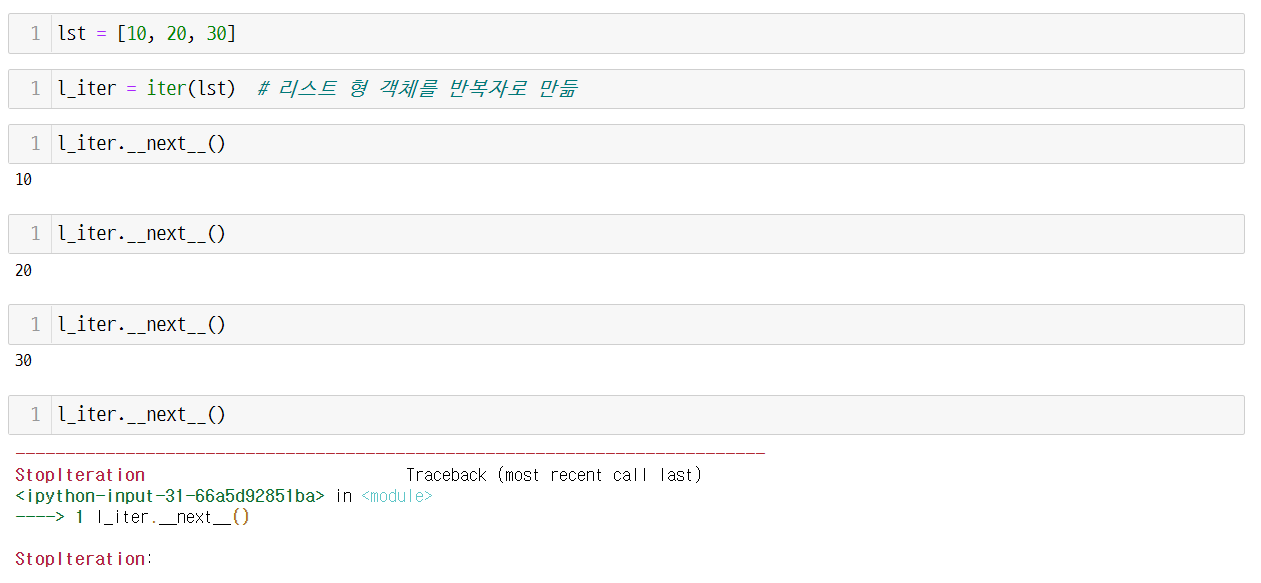 1 lst = [10, 20, 30]
1 l_iter = iter(lst)  # 리스트 형 객체를 반복자로 만듦
1 l_iter.__next__()
10
1 l_iter.__next__()
20
1 l_iter.__next__()
30
1 l_iter.__next__()
---------------------------------------------------------------------------
StopIteration                             Traceback (most recent call last)
<ipython-input-31-66a5d92851ba> in <module>
----> 1 l_iter.__next__()
StopIteration: